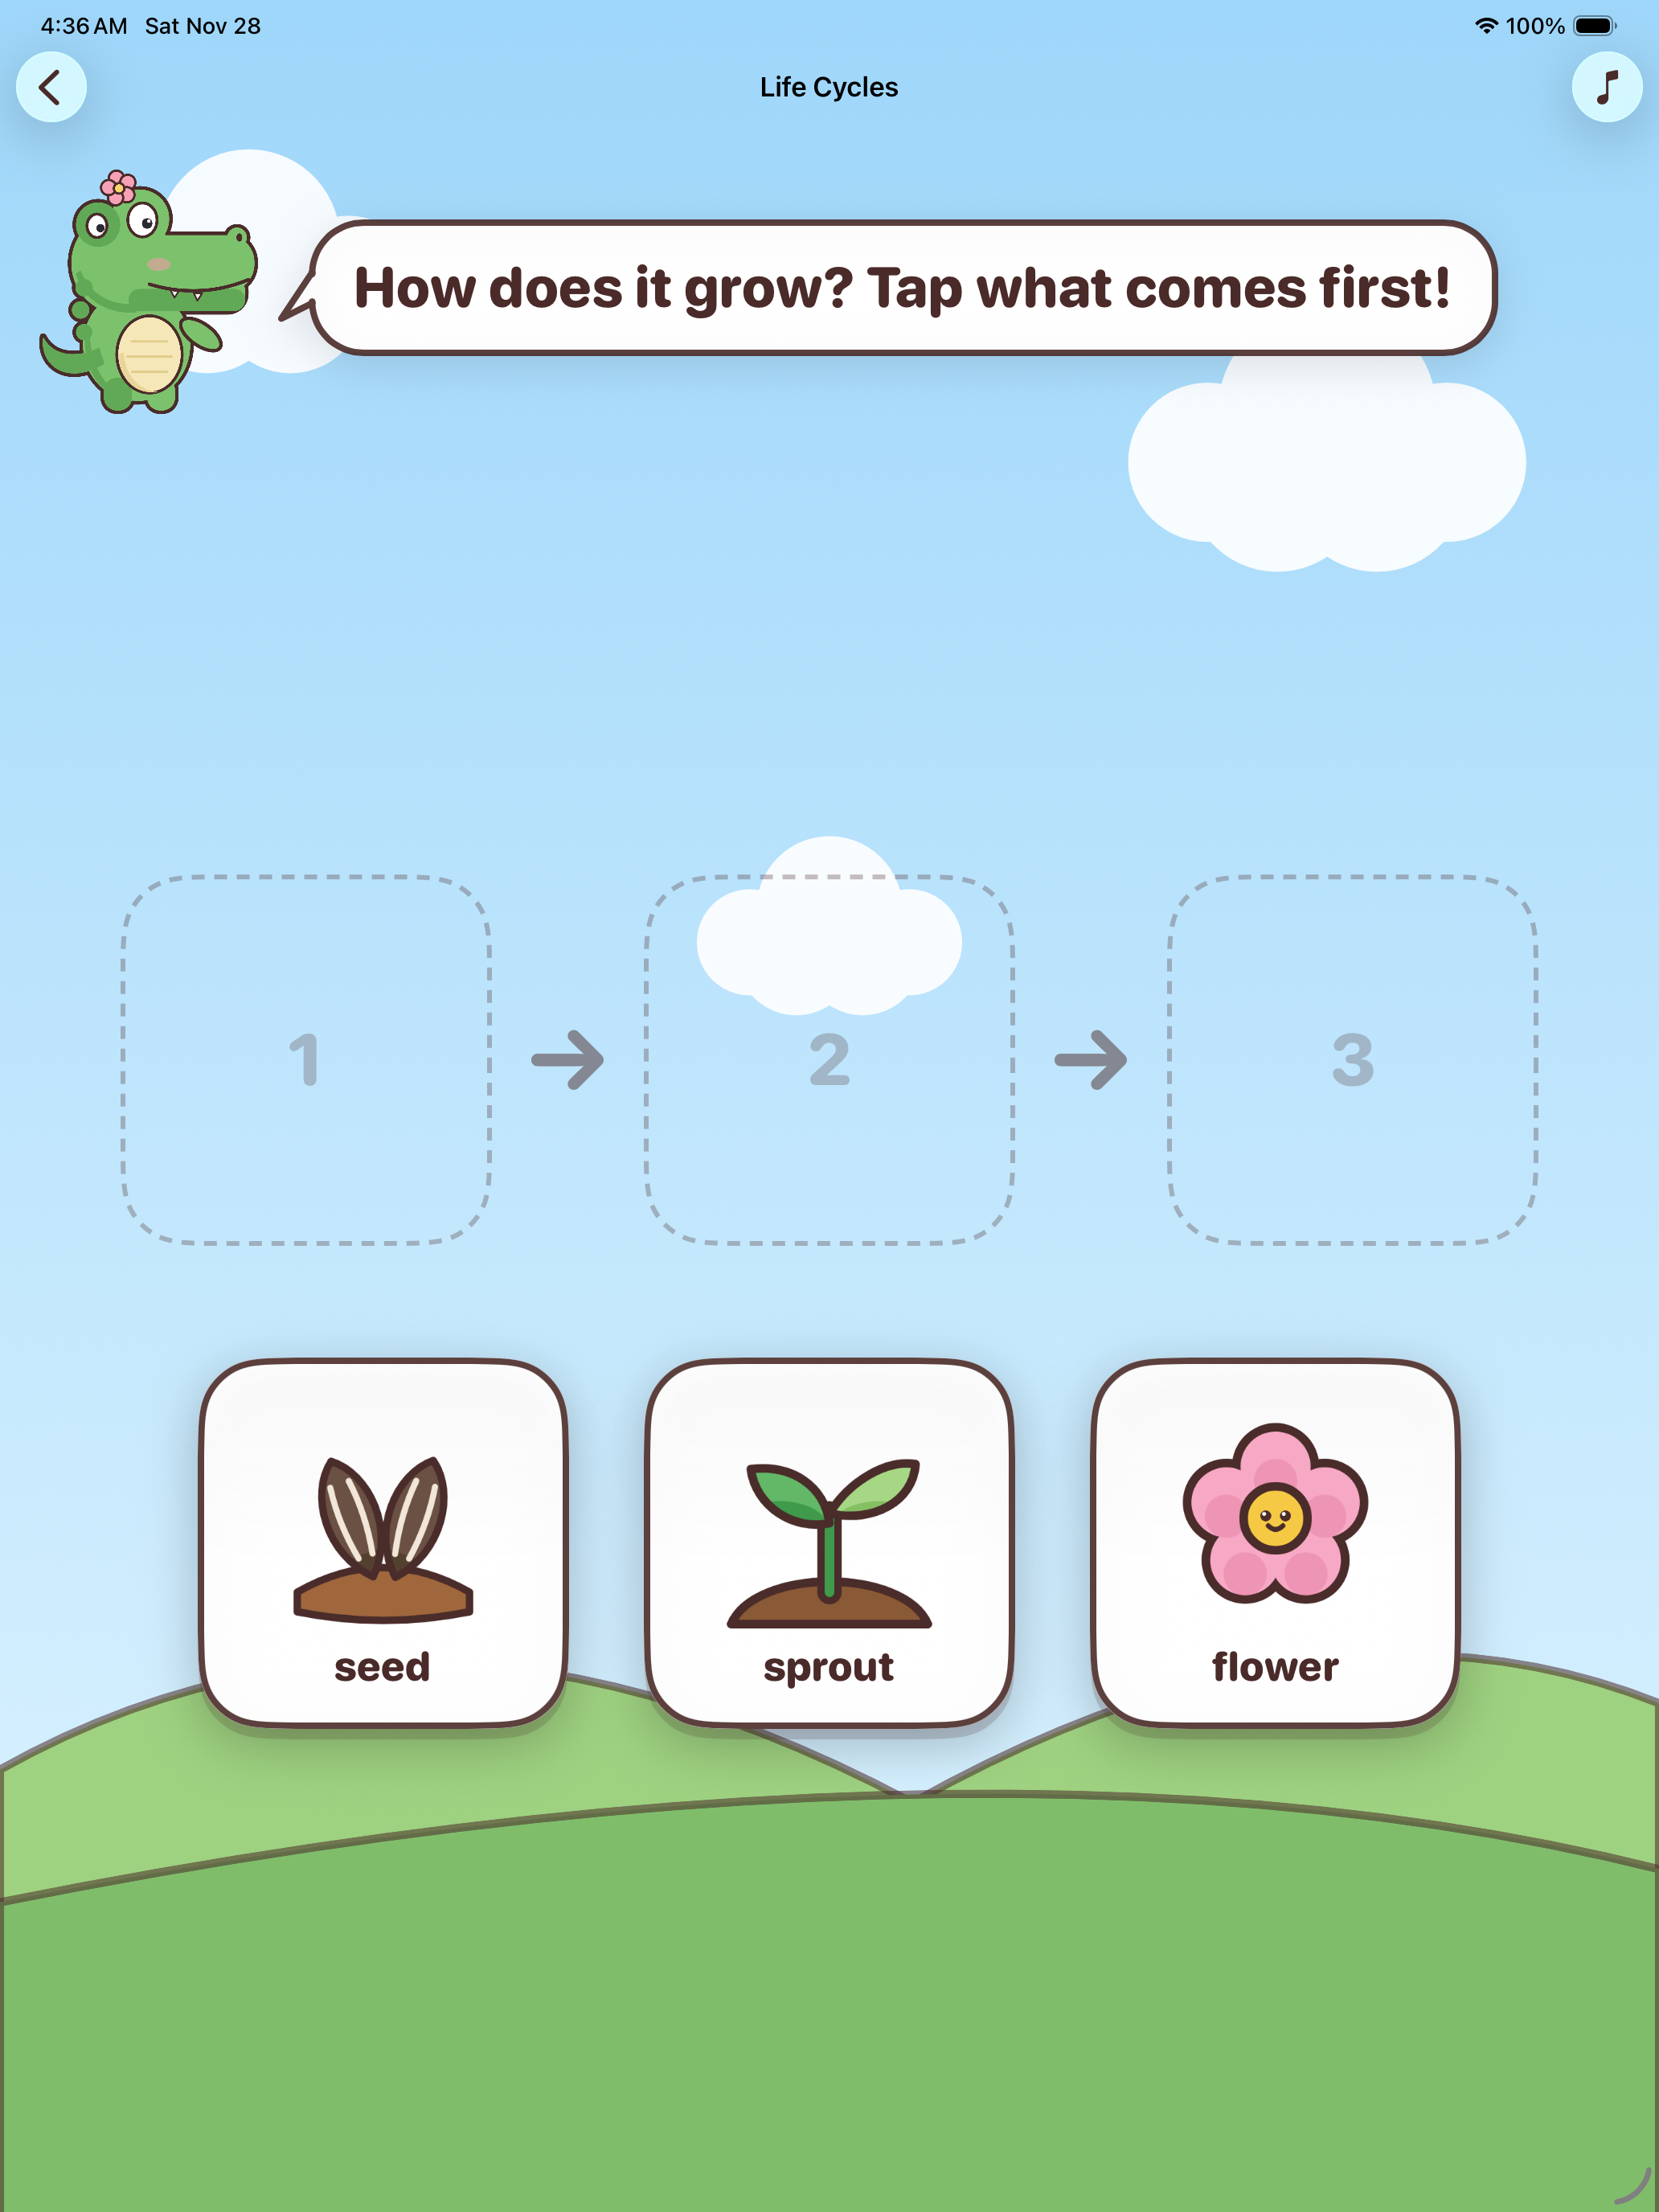 4:36 AM Sat Nov 28
100%
Life Cycles
How does it grow? Tap what comes first!
1
2
3
seed
sprout
flower